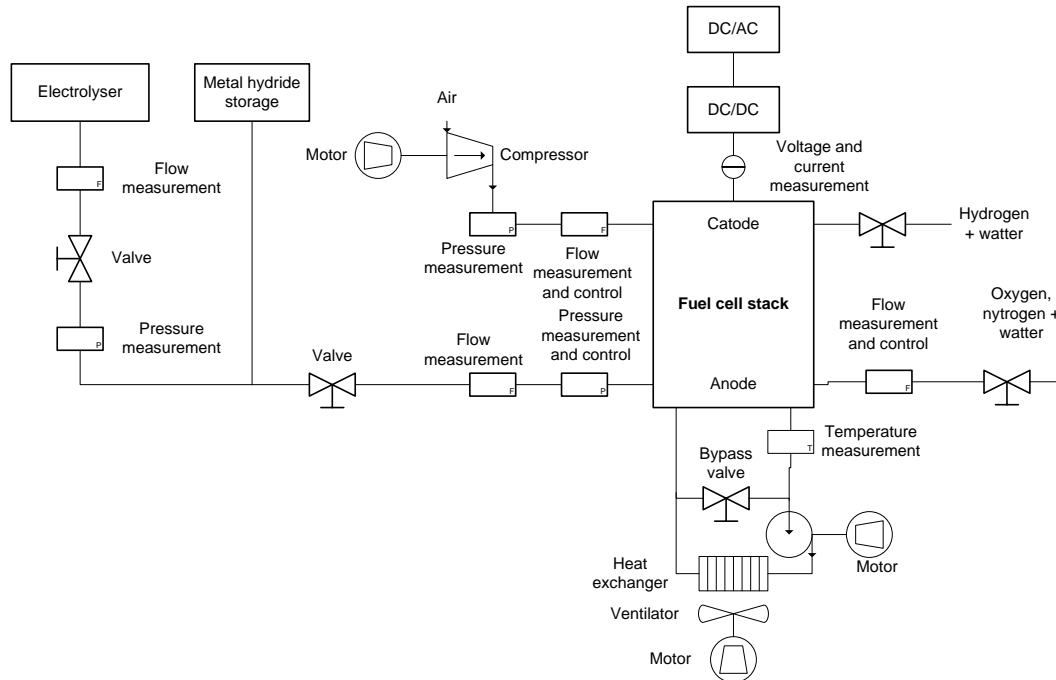 DC/AC
Electrolyser
Metal hydride
storage
DC/DC
Air
Motor
Compressor
Voltage and
current
measurement
Flow
measurement
F
Catode
Hydrogen
+ watter
P
F
Pressure
measurement
Flow
measurement
and control
Valve
Fuel cell stack
Flow
measurement
and control
Oxygen,
nytrogen +
watter
Pressure
measurement
P
Valve
Flow
measurement
Pressure
measurement
and control
F
P
Anode
F
Temperature
measurement
T
Bypass
valve
Heat
exchanger
Motor
Ventilator
Motor